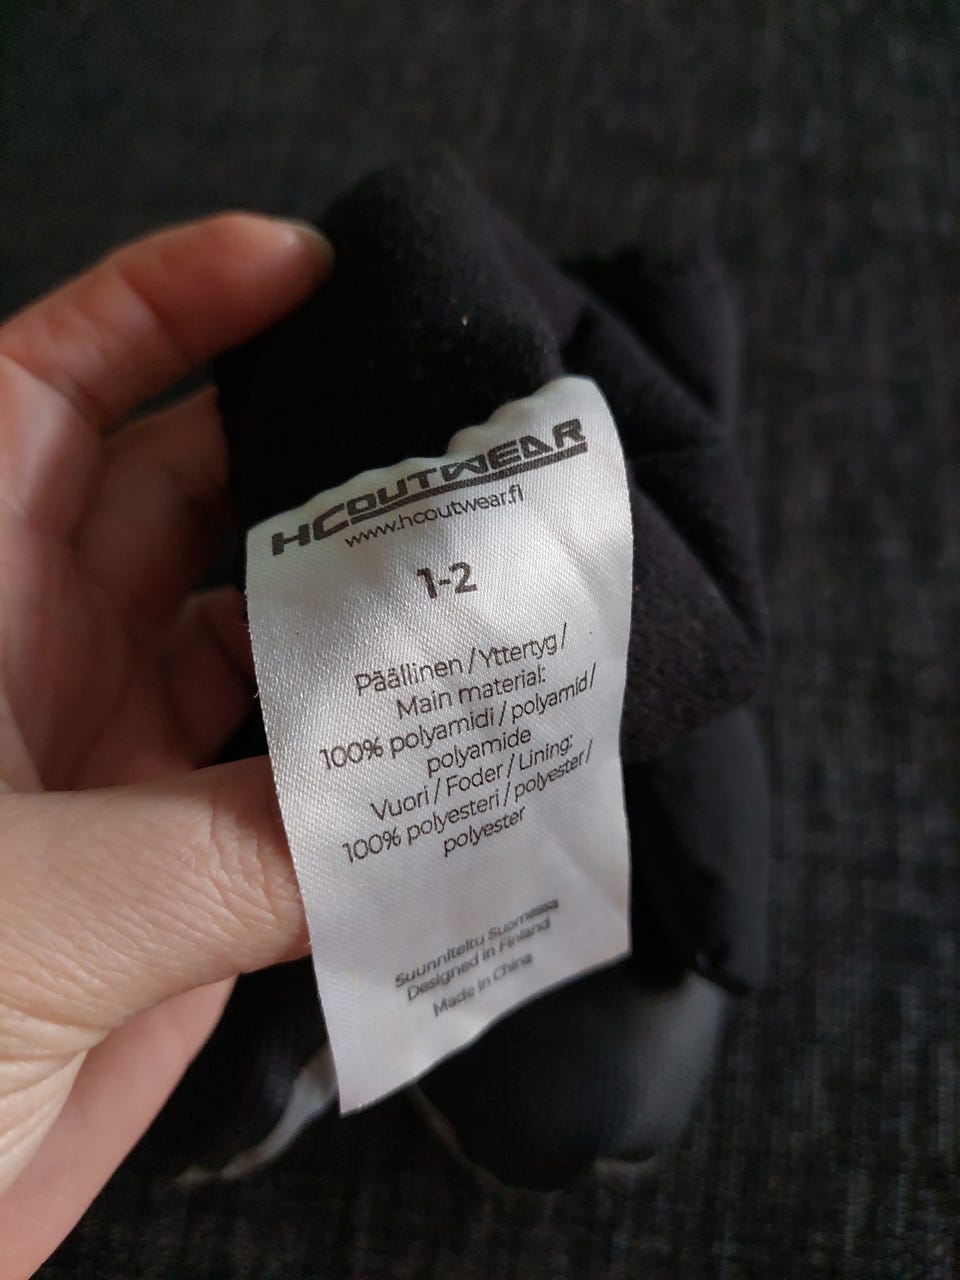 HCOUTWEAR
www.hcoutwear.fi
1-2
Päällinen / Yttertyg /
Main material:
100% polyamidi / polyamid /
polyamide
Vuori / Foder / Lining:
100% polyesteri / polyester /
polyester
Suunniteltu Suomessa
Designed in Finland
Made in China